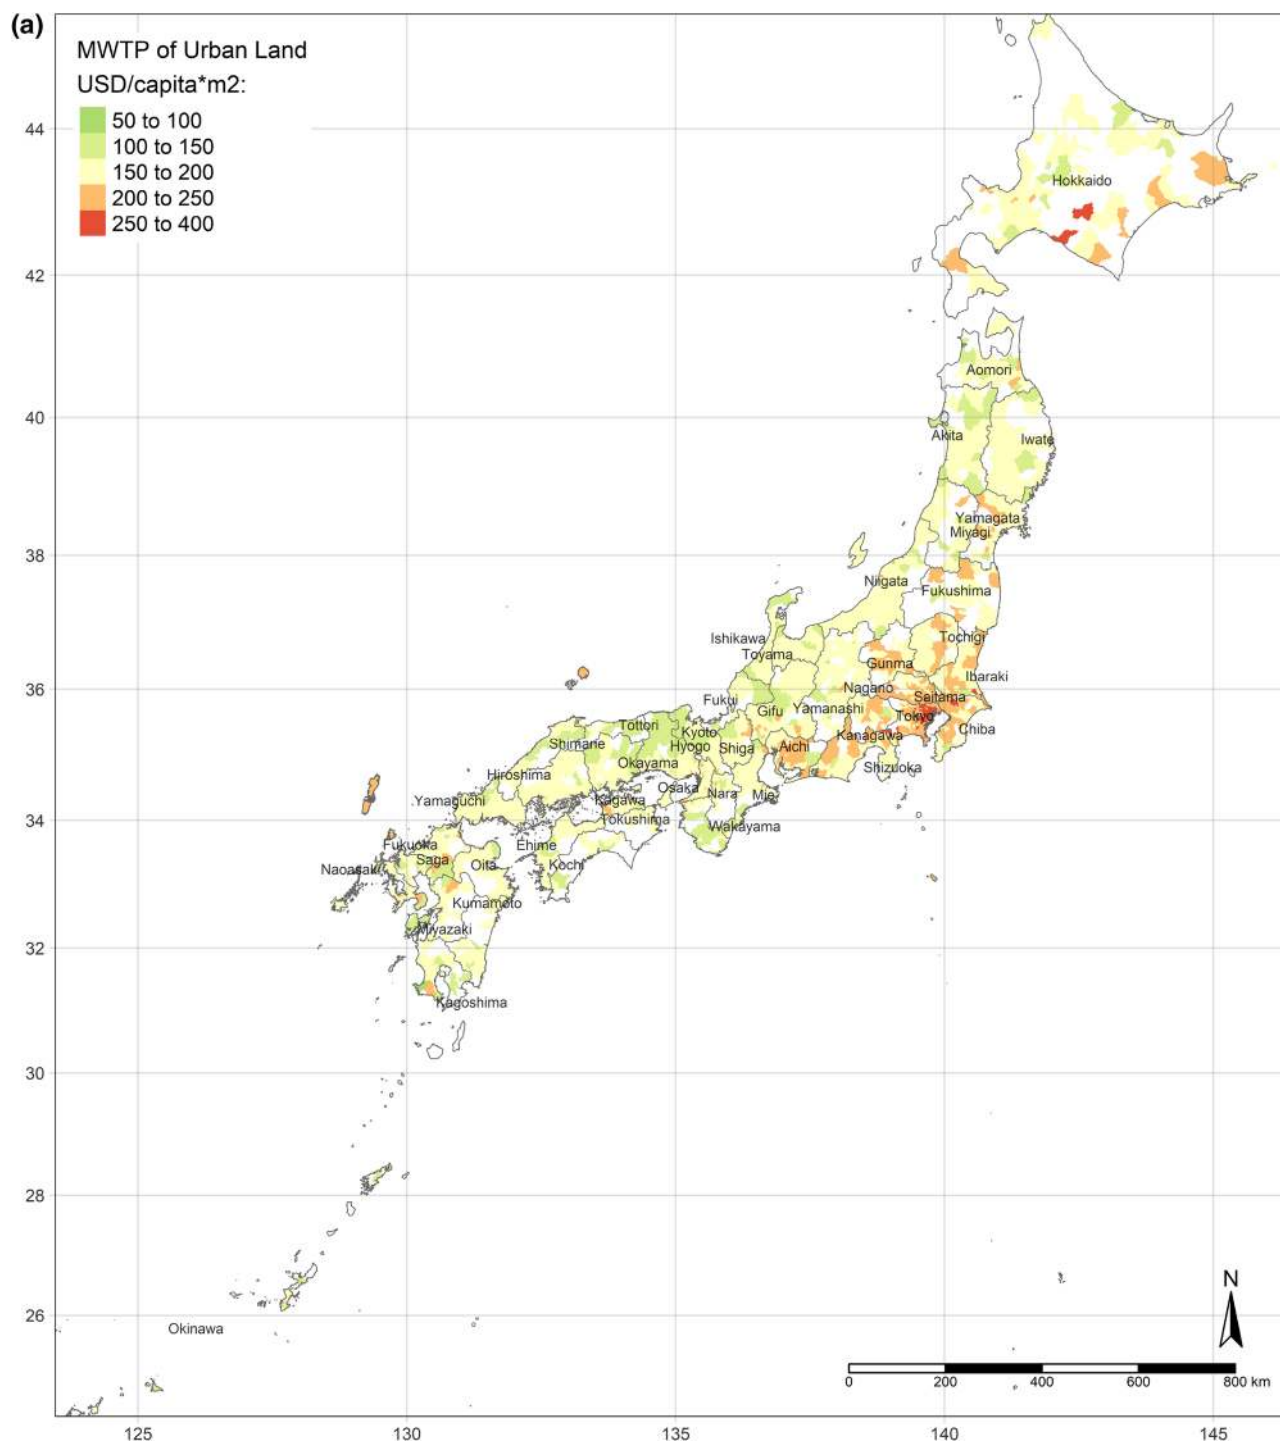 (a)
MWTP of Urban Land
USD/capita*m2:
50 to 100
100 to 150
150 to 200
200 to 250
250 to 400
44
Hokkaido
42
Aomori
40
Akita
Iwate
Yamagata
Miyagi
38
Niigata
Fukushima
Ishikawa
Tochigi
Toyama
Gunma
36
Ibaraki
Nagano
Saitama
Fukui
Gifu
Yamanashi
Tokyo
Tottori
Kyoto
Kanagawa
Chiba
Shimane
Hyogo
Shiga
Aichi
Okayama
Shizuoka
Hiroshima
Osaka
Nara
Mie
Yamaguchi
Kagawa
34
Tokushima
Wakayama
Fukuoka
Ehime
Saga
Oita
Kochi
Naoasaki
Kumamoto
Miyazaki
32
Kagoshima
30
28
N
26
Okinawa
0
200
400
600
800 km
125
130
135
140
145